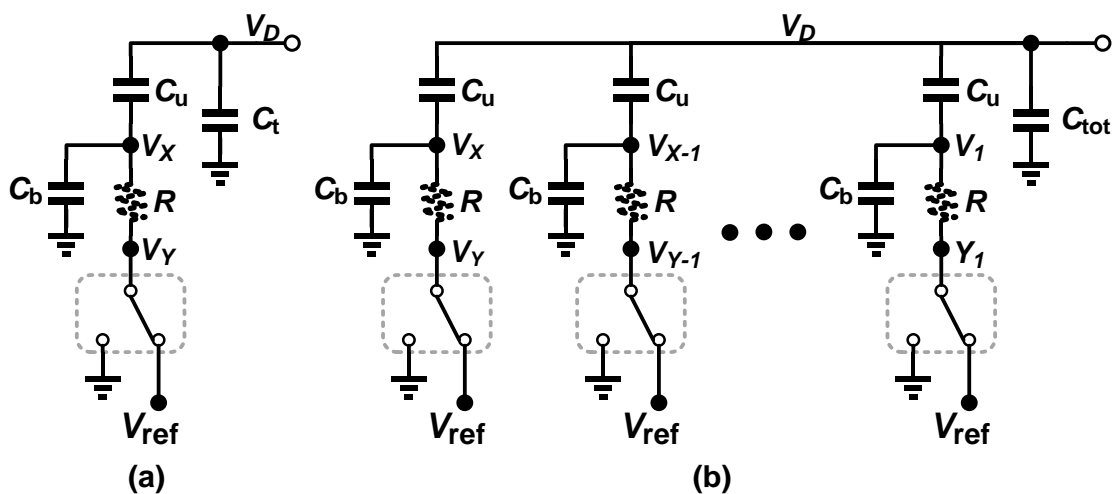 V_D V_D
C_u C_t C_u C_u C_u C_tot
V_X V_X V_X-1 V_1
C_b R C_b R C_b R C_b R
V_Y V_Y V_Y-1 Y_1
V_ref V_ref V_ref V_ref
(a) (b)